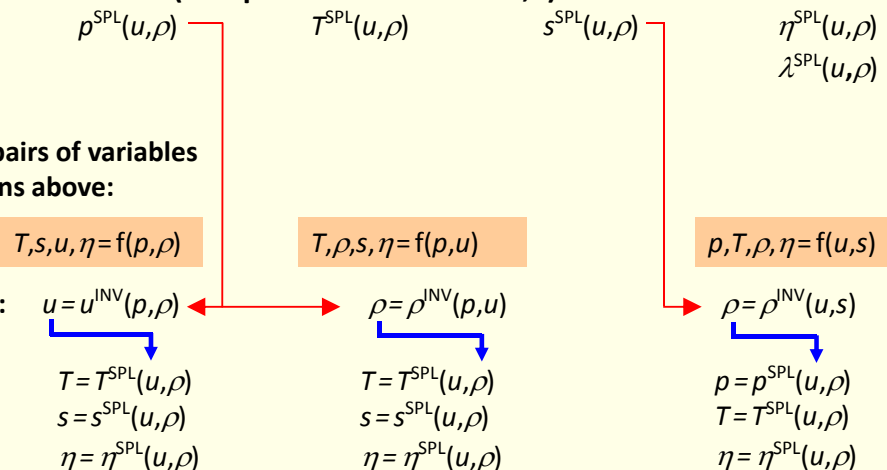 p^SPL(u,ρ) T^SPL(u,ρ) s^SPL(u,ρ) η^SPL(u,ρ)
λ^SPL(u,ρ)
pairs of variables
ns above:
T,s,u,η=f(p,ρ) T,ρ,s,η=f(p,u) p,T,ρ,η=f(u,s)
: u=u^INV(p,ρ) ρ=ρ^INV(p,u) ρ=ρ^INV(u,s)
T=T^SPL(u,ρ) T=T^SPL(u,ρ) p=p^SPL(u,ρ)
s=s^SPL(u,ρ) s=s^SPL(u,ρ) T=T^SPL(u,ρ)
η=η^SPL(u,ρ) η=η^SPL(u,ρ) η=η^SPL(u,ρ)